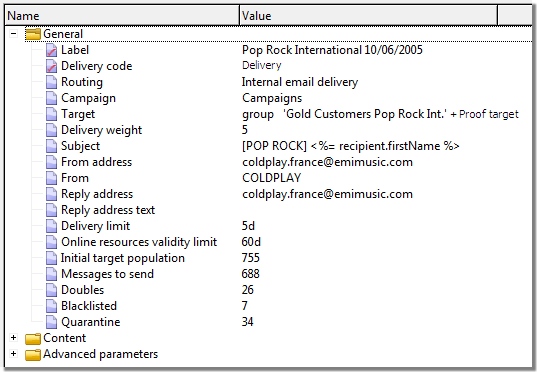 Name Value
General
Label Pop Rock International 10/06/2005
Delivery code Delivery
Routing Internal email delivery
Campaign Campaigns
Target group 'Gold Customers Pop Rock Int.' + Proof target
Delivery weight 5
Subject [POP ROCK] <%= recipient.firstName %>
From address coldplay.france@emimusic.com
From COLDPLAY
Reply address coldplay.france@emimusic.com
Reply address text
Delivery limit 5d
Online resources validity limit 60d
Initial target population 755
Messages to send 688
Doubles 26
Blacklisted 7
Quarantine 34
Content
Advanced parameters